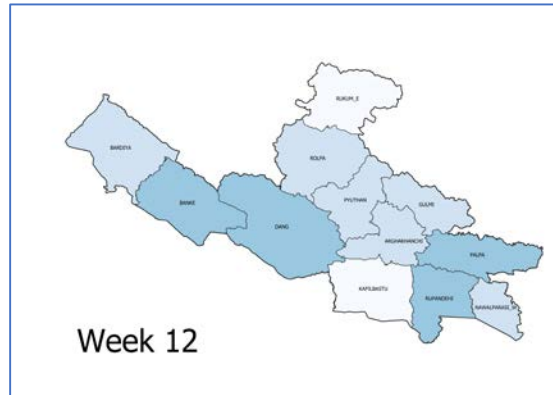 RUKUM_E
BARDIYA
ROLPA
BANKE
PYUTHAN
GULMI
DANG
ARGHAKHANCHI
PALPA
KAPILBASTU
RUPANDEHI
NAWALPARASI_W
Week 12